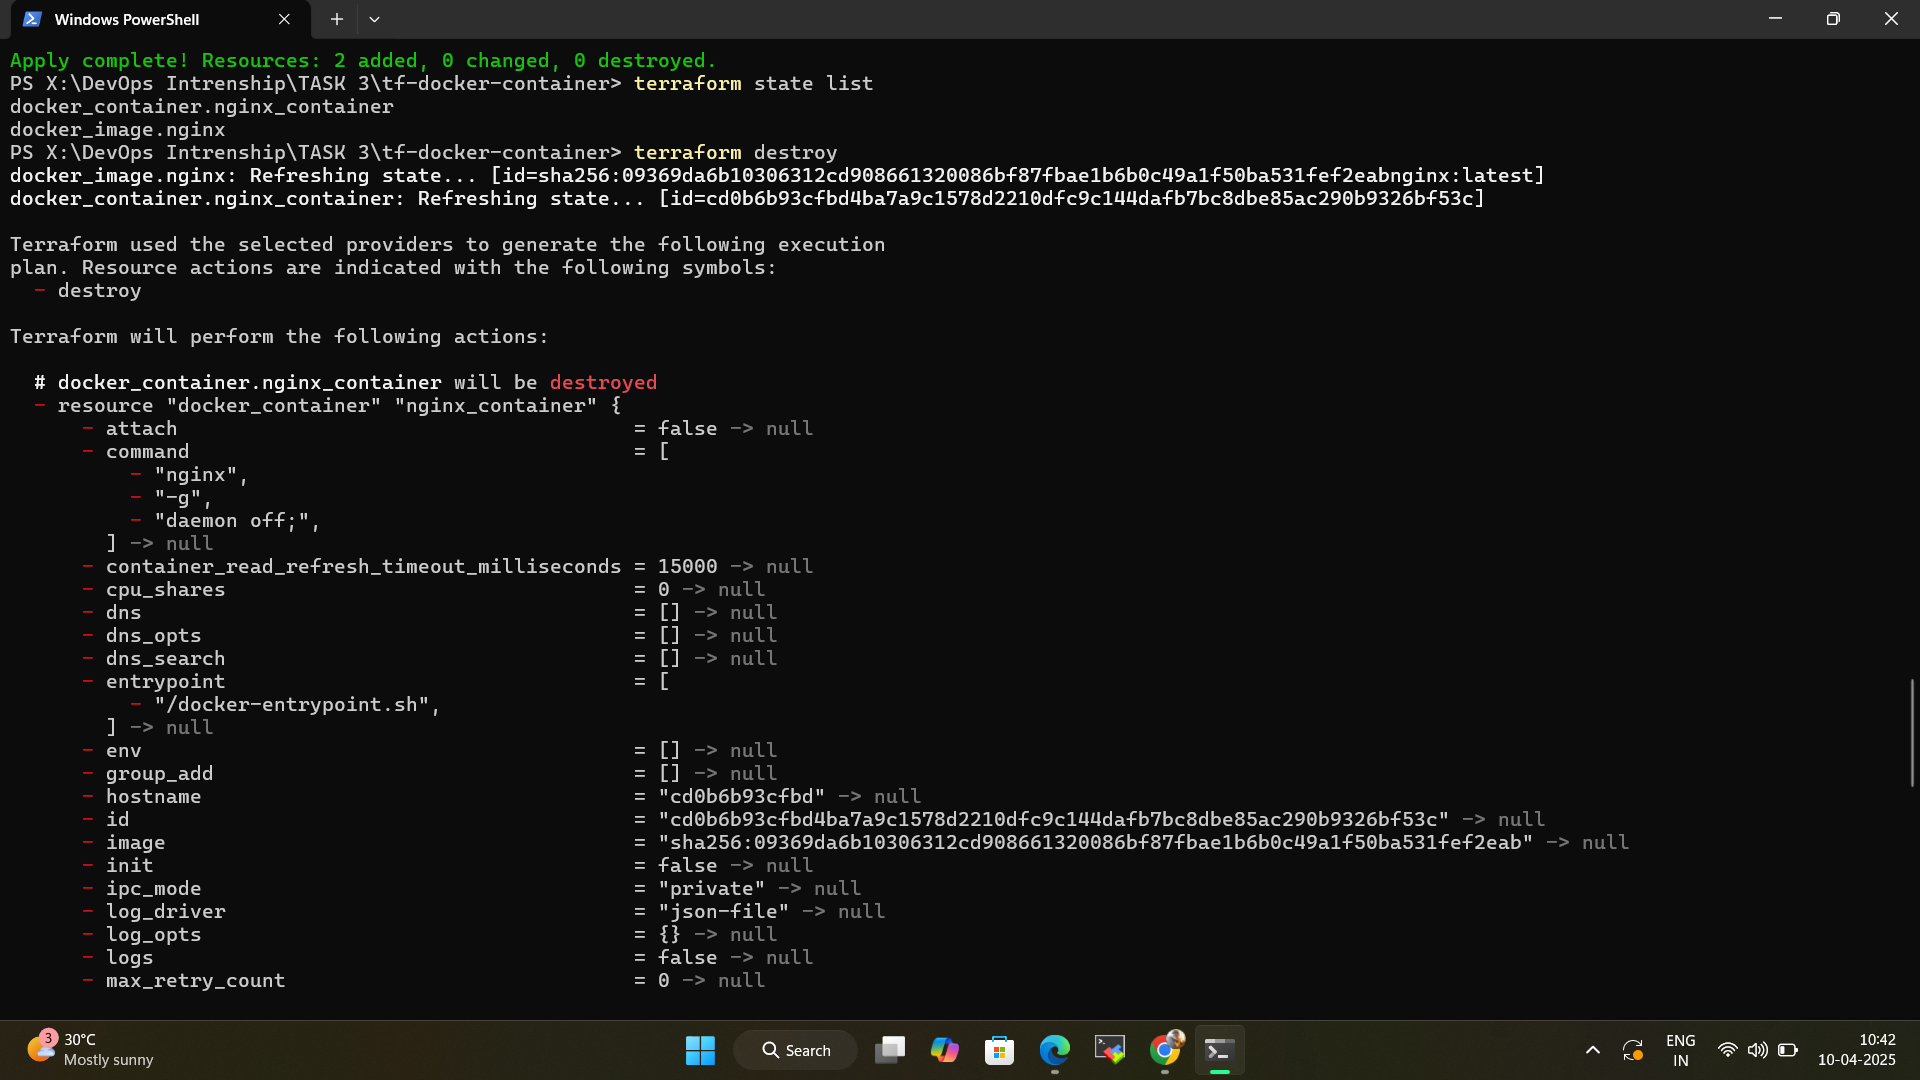 Windows PowerShell
Apply complete! Resources: 2 added, 0 changed, 0 destroyed.
PS X:\DevOps Intrenship\TASK 3\tf-docker-container> terraform state list
docker_container.nginx_container
docker_image.nginx
PS X:\DevOps Intrenship\TASK 3\tf-docker-container> terraform destroy
docker_image.nginx: Refreshing state... [id=sha256:09369da6b10306312cd908661320086bf87fbae1b6b0c49a1f50ba531fef2eabnginx:latest]
docker_container.nginx_container: Refreshing state... [id=cd0b6b93cfbd4ba7a9c1578d2210dfc9c144dafb7bc8dbe85ac290b9326bf53c]
Terraform used the selected providers to generate the following execution
plan. Resource actions are indicated with the following symbols:
  - destroy
Terraform will perform the following actions:
  # docker_container.nginx_container will be destroyed
  - resource "docker_container" "nginx_container" {
      - attach                                      = false -> null
      - command                                     = [
          - "nginx",
          - "-g",
          - "daemon off;",
        ] -> null
      - container_read_refresh_timeout_milliseconds = 15000 -> null
      - cpu_shares                                  = 0 -> null
      - dns                                         = [] -> null
      - dns_opts                                    = [] -> null
      - dns_search                                  = [] -> null
      - entrypoint                                  = [
          - "/docker-entrypoint.sh",
        ] -> null
      - env                                         = [] -> null
      - group_add                                   = [] -> null
      - hostname                                    = "cd0b6b93cfbd" -> null
      - id                                          = "cd0b6b93cfbd4ba7a9c1578d2210dfc9c144dafb7bc8dbe85ac290b9326bf53c" -> null
      - image                                       = "sha256:09369da6b10306312cd908661320086bf87fbae1b6b0c49a1f50ba531fef2eab" -> null
      - init                                        = false -> null
      - ipc_mode                                    = "private" -> null
      - log_driver                                  = "json-file" -> null
      - log_opts                                    = {} -> null
      - logs                                        = false -> null
      - max_retry_count                             = 0 -> null
3
30°C
Mostly sunny
Search
ENG
IN
10:42
10-04-2025